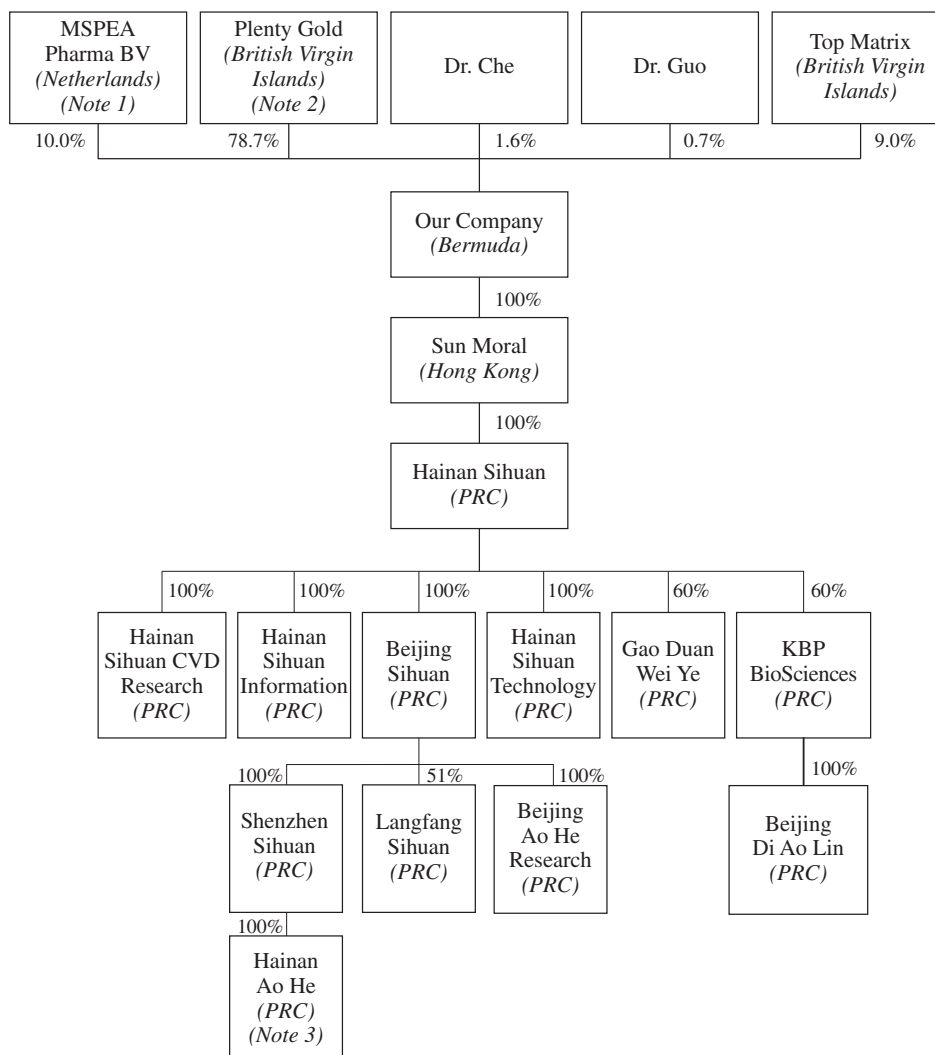 MSPEA
Pharma BV
(Netherlands)
(Note 1)
Plenty Gold
(British Virgin
Islands)
(Note 2)
Dr. Che
Dr. Guo
Top Matrix
(British Virgin
Islands)
10.0%
78.7%
1.6%
0.7%
9.0%
Our Company
(Bermuda)
100%
Sun Moral
(Hong Kong)
100%
Hainan Sihuan
(PRC)
100%
100%
100%
100%
60%
60%
Hainan
Sihuan CVD
Research
(PRC)
Hainan
Sihuan
Information
(PRC)
Beijing
Sihuan
(PRC)
Hainan
Sihuan
Technology
(PRC)
Gao Duan
Wei Ye
(PRC)
KBP
BioSciences
(PRC)
100%
51%
100%
100%
Shenzhen
Sihuan
(PRC)
Langfang
Sihuan
(PRC)
Beijing
Ao He
Research
(PRC)
Beijing
Di Ao Lin
(PRC)
100%
Hainan
Ao He
(PRC)
(Note 3)